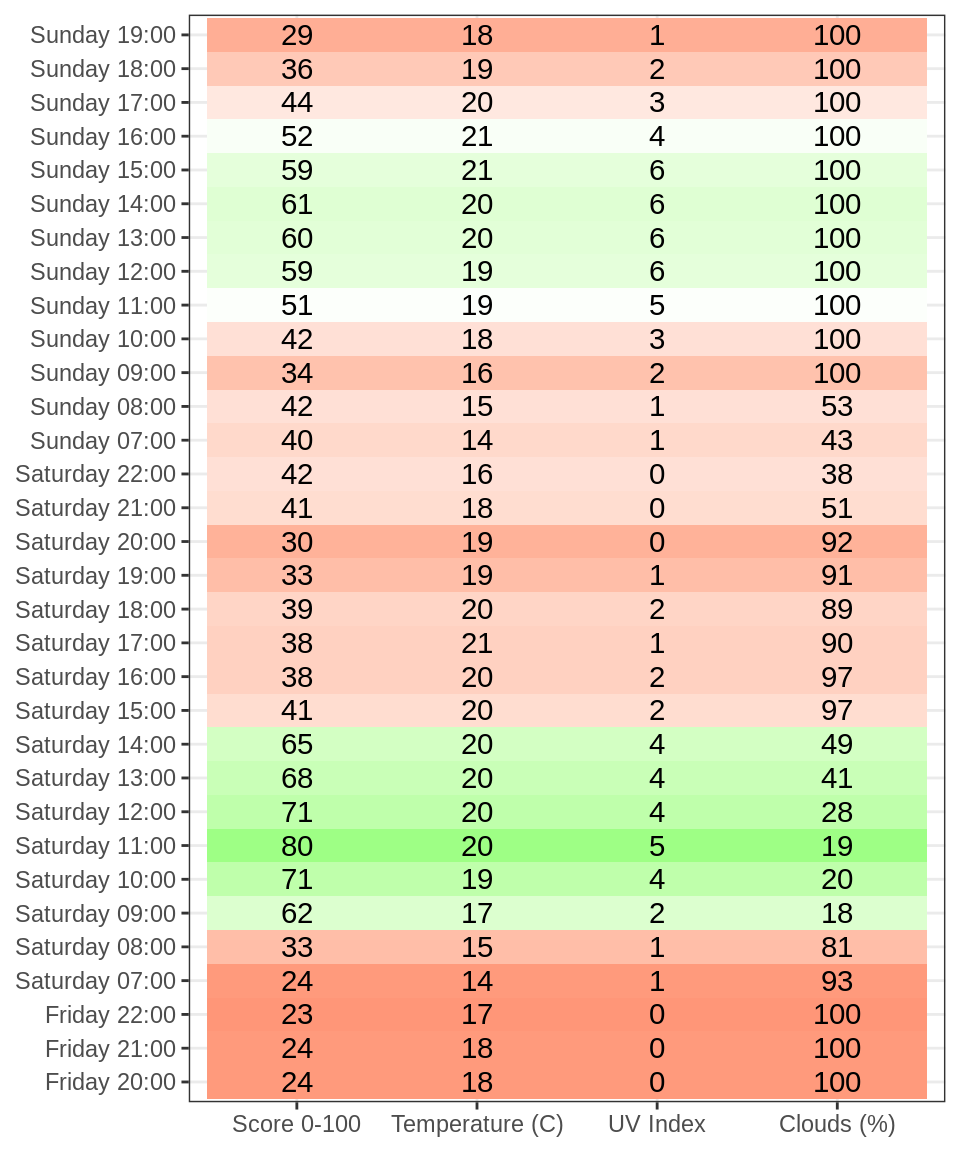 Sunday 19:00 29 18 1 100
Sunday 18:00 36 19 2 100
Sunday 17:00 44 20 3 100
Sunday 16:00 52 21 4 100
Sunday 15:00 59 21 6 100
Sunday 14:00 61 20 6 100
Sunday 13:00 60 20 6 100
Sunday 12:00 59 19 6 100
Sunday 11:00 51 19 5 100
Sunday 10:00 42 18 3 100
Sunday 09:00 34 16 2 100
Sunday 08:00 42 15 1 53
Sunday 07:00 40 14 1 43
Saturday 22:00 42 16 0 38
Saturday 21:00 41 18 0 51
Saturday 20:00 30 19 0 92
Saturday 19:00 33 19 1 91
Saturday 18:00 39 20 2 89
Saturday 17:00 38 21 1 90
Saturday 16:00 38 20 2 97
Saturday 15:00 41 20 2 97
Saturday 14:00 65 20 4 49
Saturday 13:00 68 20 4 41
Saturday 12:00 71 20 4 28
Saturday 11:00 80 20 5 19
Saturday 10:00 71 19 4 20
Saturday 09:00 62 17 2 18
Saturday 08:00 33 15 1 81
Saturday 07:00 24 14 1 93
Friday 22:00 23 17 0 100
Friday 21:00 24 18 0 100
Friday 20:00 24 18 0 100
Score 0-100 Temperature (C) UV Index Clouds (%)